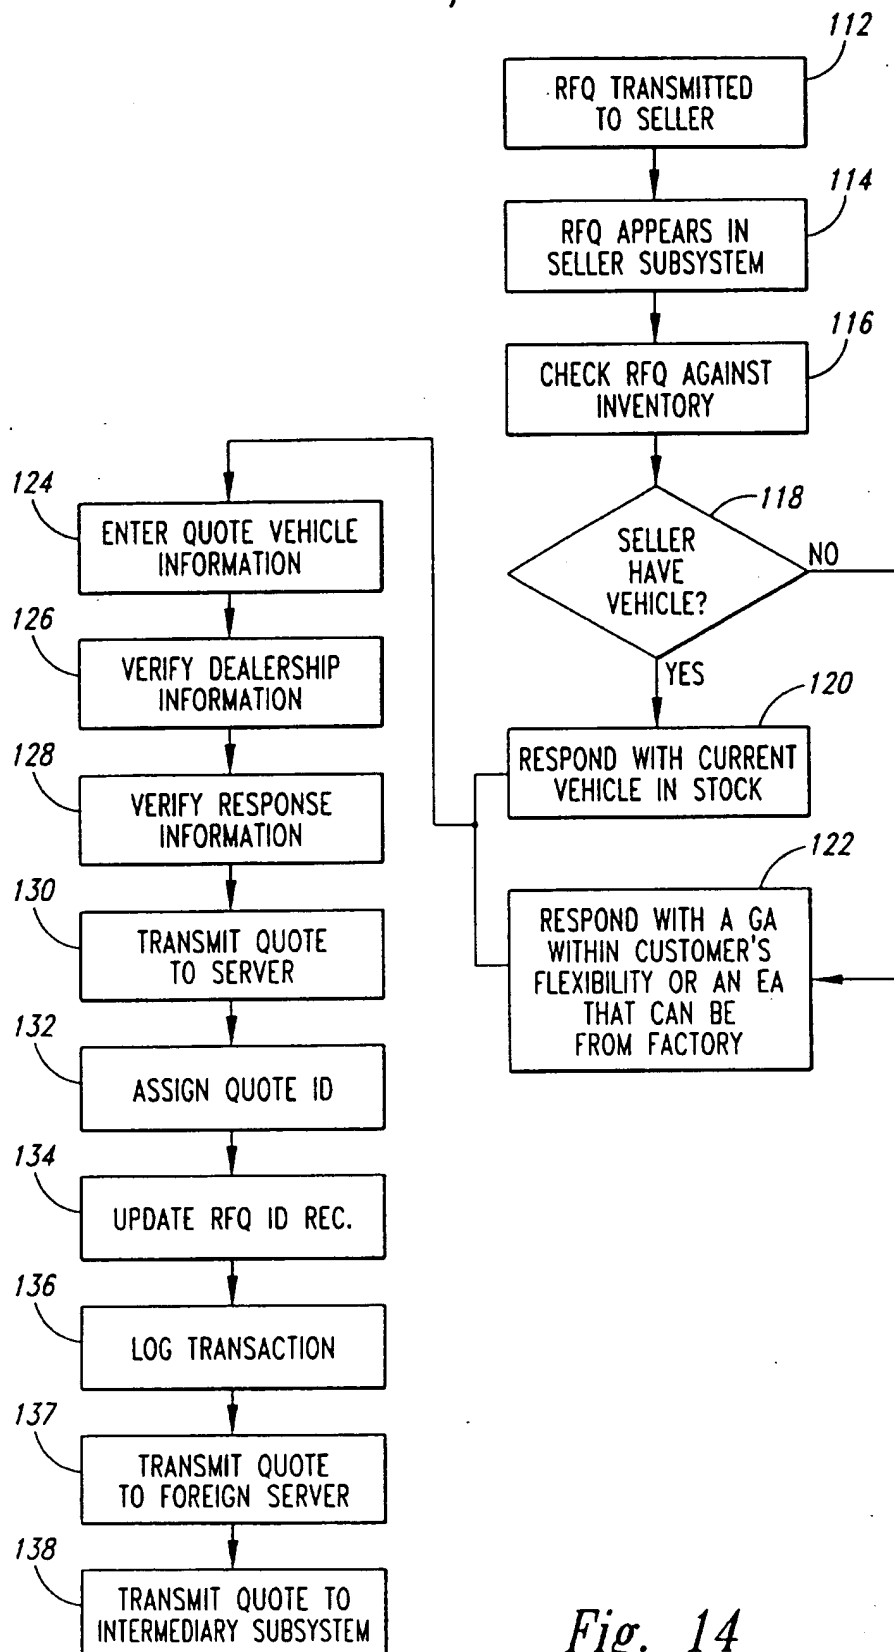 112
RFQ TRANSMITTED
TO SELLER
114
RFQ APPEARS IN
SELLER SUBSYSTEM
116
CHECK RFQ AGAINST
INVENTORY
118
SELLER
HAVE
VEHICLE?
NO
YES
120
RESPOND WITH CURRENT
VEHICLE IN STOCK
122
RESPOND WITH A GA
WITHIN CUSTOMER'S
FLEXIBILITY OR AN EA
THAT CAN BE
FROM FACTORY
124
ENTER QUOTE VEHICLE
INFORMATION
126
VERIFY DEALERSHIP
INFORMATION
128
VERIFY RESPONSE
INFORMATION
130
TRANSMIT QUOTE
TO SERVER
132
ASSIGN QUOTE ID
134
UPDATE RFQ ID REC.
136
LOG TRANSACTION
137
TRANSMIT QUOTE
TO FOREIGN SERVER
138
TRANSMIT QUOTE TO
INTERMEDIARY SUBSYSTEM
Fig. 14